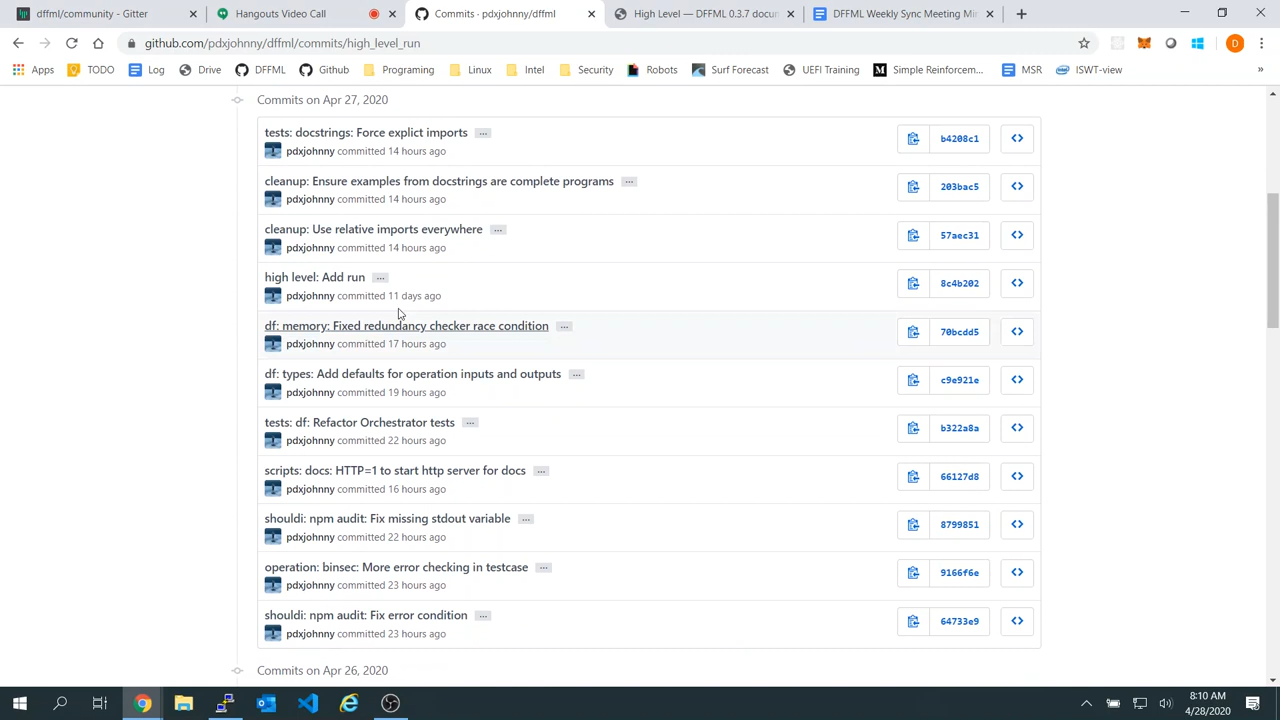 dffml/community - Gitter
Hangouts Video Call
Commits · pdxjohnny/dffml
High Level — DFFML 0.3.7 docun
DFFML Weekly Sync Meeting Min
github.com/pdxjohnny/dffml/commits/high_level_run
D
Apps
TODO
Log
Drive
DFFML
Github
Programing
Linux
Intel
Security
Robots
Surf Forecast
UEFI Training
Simple Reinforcem...
MSR
ISWT-view
»
Commits on Apr 27, 2020
tests: docstrings: Force explict imports ...
b4208c1
pdxjohnny committed 14 hours ago
cleanup: Ensure examples from docstrings are complete programs ...
203bac5
pdxjohnny committed 14 hours ago
cleanup: Use relative imports everywhere ...
57aec31
pdxjohnny committed 14 hours ago
high level: Add run ...
8c4b202
pdxjohnny committed 11 days ago
df: memory: Fixed redundancy checker race condition ...
70bcdd5
pdxjohnny committed 17 hours ago
df: types: Add defaults for operation inputs and outputs ...
c9e921e
pdxjohnny committed 19 hours ago
tests: df: Refactor Orchestrator tests ...
b322a8a
pdxjohnny committed 22 hours ago
scripts: docs: HTTP=1 to start http server for docs ...
66127d8
pdxjohnny committed 16 hours ago
shouldi: npm audit: Fix missing stdout variable ...
8799851
pdxjohnny committed 22 hours ago
operation: binsec: More error checking in testcase ...
9166f6e
pdxjohnny committed 23 hours ago
shouldi: npm audit: Fix error condition ...
64733e9
pdxjohnny committed 23 hours ago
Commits on Apr 26, 2020
8:10 AM
4/28/2020